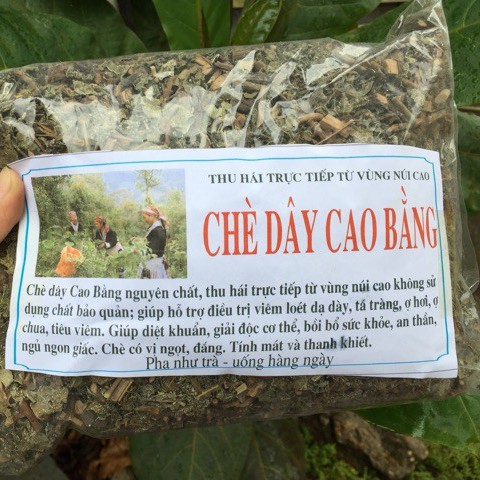 THU HÁI TRỰC TIẾP TỪ VÙNG NÚI CAO
CHÈ DÂY CAO BẰNG
Chè dây Cao Bằng nguyên chất, thu hái trực tiếp từ vùng núi cao không sử
dụng chất bảo quản; giúp hỗ trợ điều trị viêm loét dạ dày, tá tràng, ợ hơi, ợ
chua, tiêu viêm. Giúp diệt khuẩn, giải độc cơ thể, bồi bổ sức khỏe, an thần,
ngủ ngon giấc. Chè có vị ngọt, đắng. Tính mát và thanh khiết.
Pha như trà - uống hàng ngày